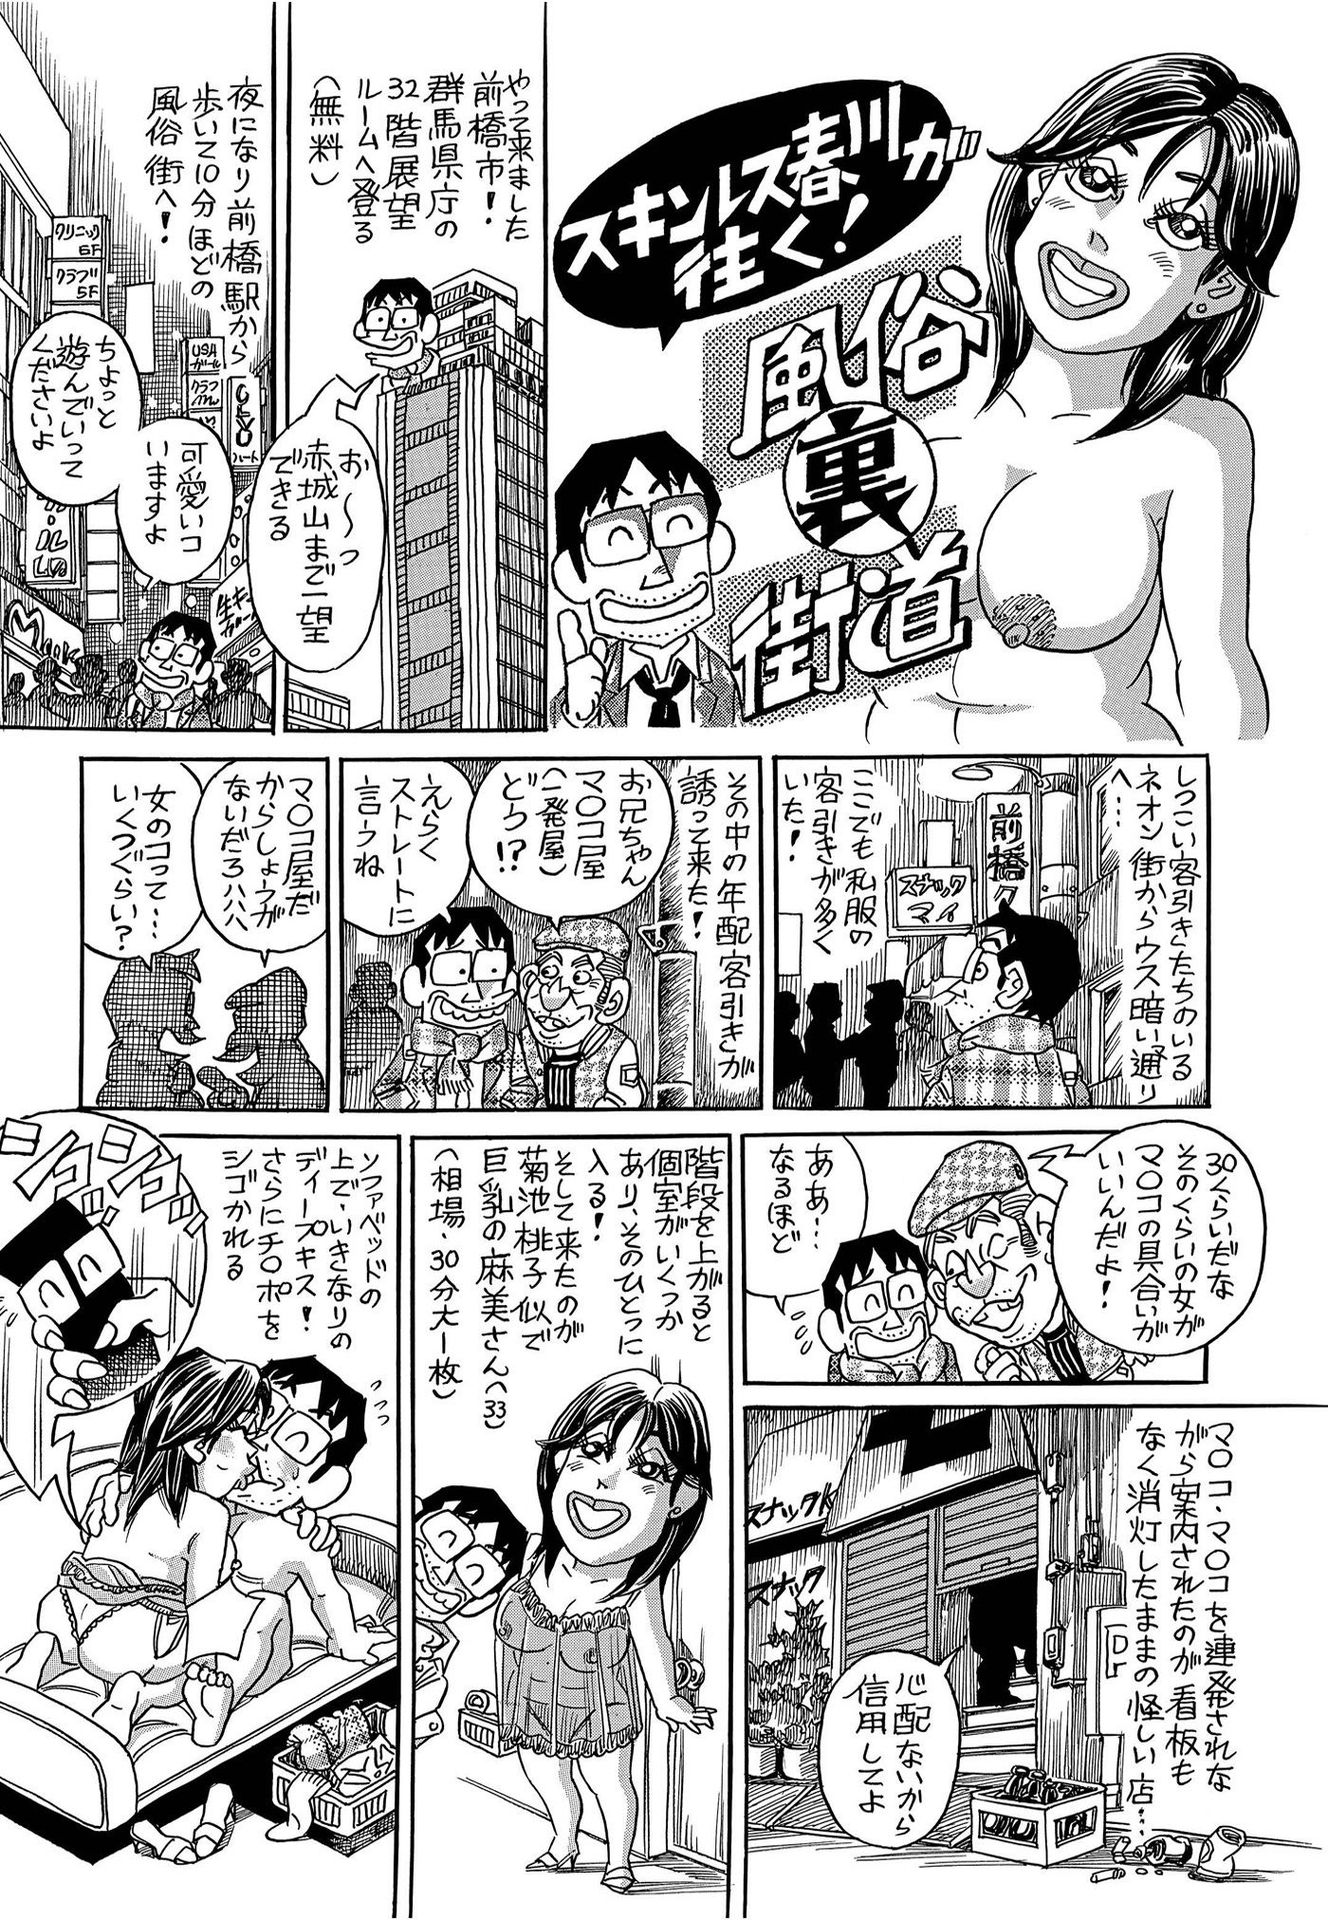 スキンレス春川が
往く!
風俗
裏
街道
やって来ました
前橋市!
群馬県庁の
32階展望
ルームへ登る
(無料)
お〜っ
赤城山まで一望
できる
夜になり前橋駅から
歩いて10分ほどの
風俗街へ!
クリニック
6F
クラブ
5F
USA
ガール
クラブ
ハート
ちょっと
遊んでいって
くださいよ
可愛いコ
いますよ
しつこい客引きたちのいる
ネオン街からウス暗い通り
へ…
ここでも私服の
客引きが多く
いた!
前橋ク
スナック
マイ
その中の年配客引きが
誘って来た!
お兄ちゃん
マ○コ屋
(一発屋)
どう!?
えらく
ストレートに
言うね
マ○コ屋だ
からしょうが
ないだろハハハ
女のコって…
いくつぐらい?
30くらいだな
そのくらいの女が
マ○コの具合いが
いいんだよ!
ああ…
なるほど
マ○コ・マ○コを連発されな
がら案内されたのが看板も
なく消灯したままの怪しい店…
スナックK
スナック
P
心配ないから
信用してよ
階段を上がると
個室がいくつか
あり、そのひとつに
入る!
そして来たのが
菊池桃子似で
巨乳の麻美さん(33)
(相場・30分大一枚)
ソファベッドの
上で・いきなりの
ディープキス!
さらにチ○ポを
シゴかれる